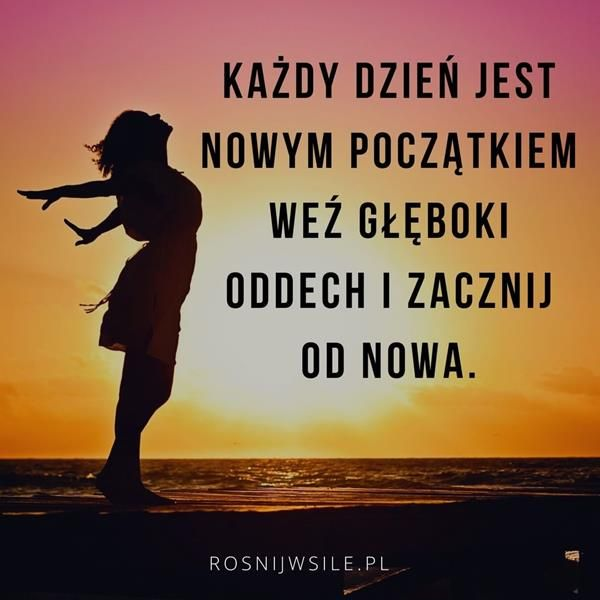 KAŻDY DZIEŃ JEST
NOWYM POCZĄTKIEM
WEŹ GŁĘBOKI
ODDECH I ZACZNIJ
OD NOWA.
ROSNIJWSILE.PL